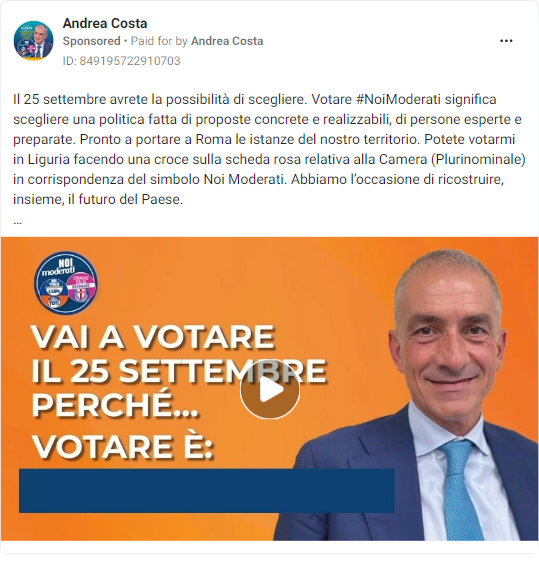 Andrea Costa
Sponsored • Paid for by Andrea Costa
ID: 849195722910703
Il 25 settembre avrete la possibilità di scegliere. Votare #NoiModerati significa
scegliere una politica fatta di proposte concrete e realizzabili, di persone esperte e
preparate. Pronto a portare a Roma le istanze del nostro territorio. Potete votarmi
in Liguria facendo una croce sulla scheda rosa relativa alla Camera (Plurinominale)
in corrispondenza del simbolo Noi Moderati. Abbiamo l’occasione di ricostruire,
insieme, il futuro del Paese.
...
NOI
moderati
VAI A VOTARE
IL 25 SETTEMBRE
PERCHÉ...
VOTARE È: